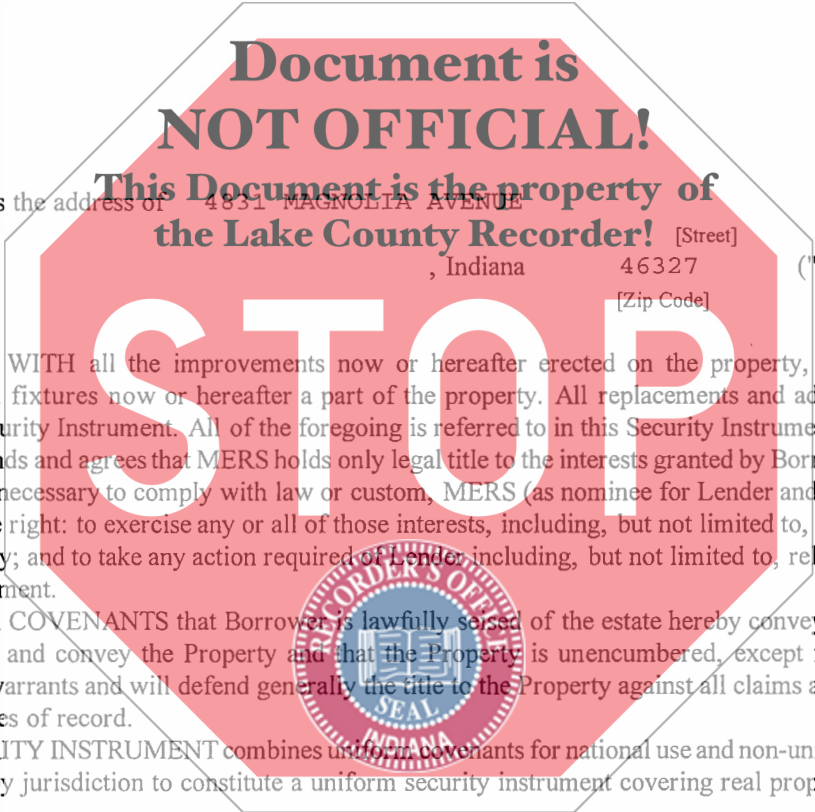 Document is
NOT OFFICIAL!
This Document is the property of
the address of 4831 MAGNOLIA AVENUE
the Lake County Recorder! [Street]
, Indiana 46327 ("
[Zip Code]
STOP
WITH all the improvements now or hereafter erected on the property,
fixtures now or hereafter a part of the property. All replacements and ad
urity Instrument. All of the foregoing is referred to in this Security Instrume
ds and agrees that MERS holds only legal title to the interests granted by Borr
necessary to comply with law or custom, MERS (as nominee for Lender and
right: to exercise any or all of those interests, including, but not limited to,
y; and to take any action required of Lender including, but not limited to, rel
ment.
COVENANTS that Borrower is lawfully seised of the estate hereby convey
and convey the Property and that the Property is unencumbered, except
varrants and will defend generally the title to the Property against all claims a
es of record.
ITY INSTRUMENT combines uniform covenants for national use and non-uni
y jurisdiction to constitute a uniform security instrument covering real prop
RECORDER'S OFFICE
SEAL
INDIANA